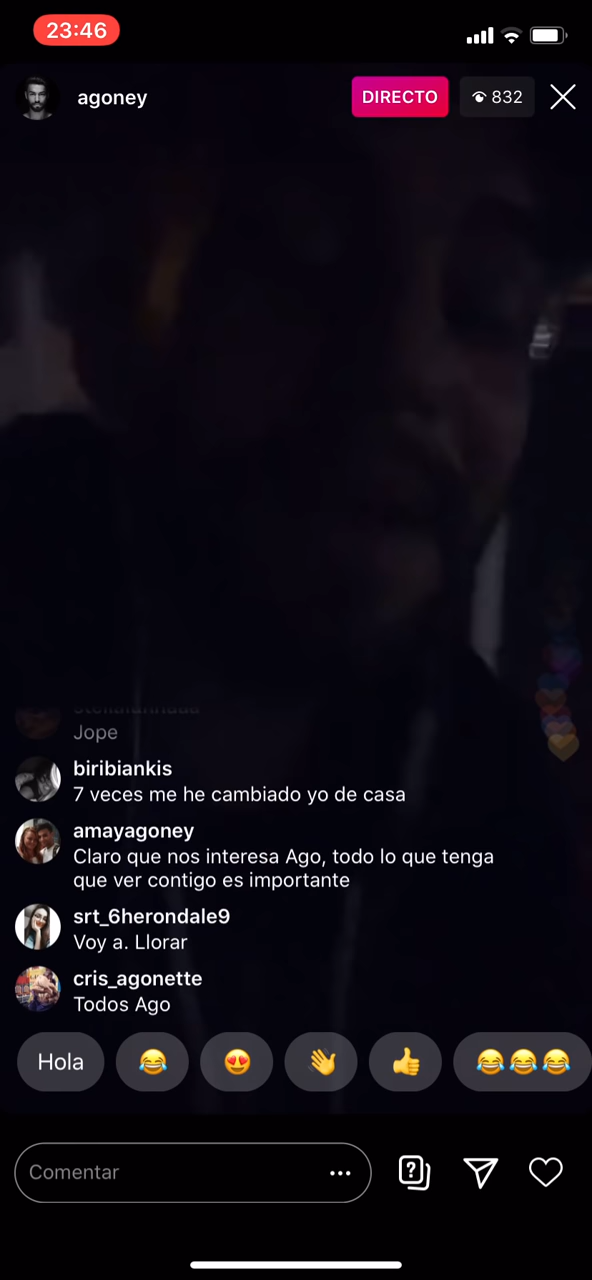 23:46
agoney
DIRECTO
832
Jope
biribiankis
7 veces me he cambiado yo de casa
amayagoney
Claro que nos interesa Ago, todo lo que tenga
que ver contigo es importante
srt_6herondale9
Voy a. Llorar
cris_agonette
Todos Ago
Hola
Comentar